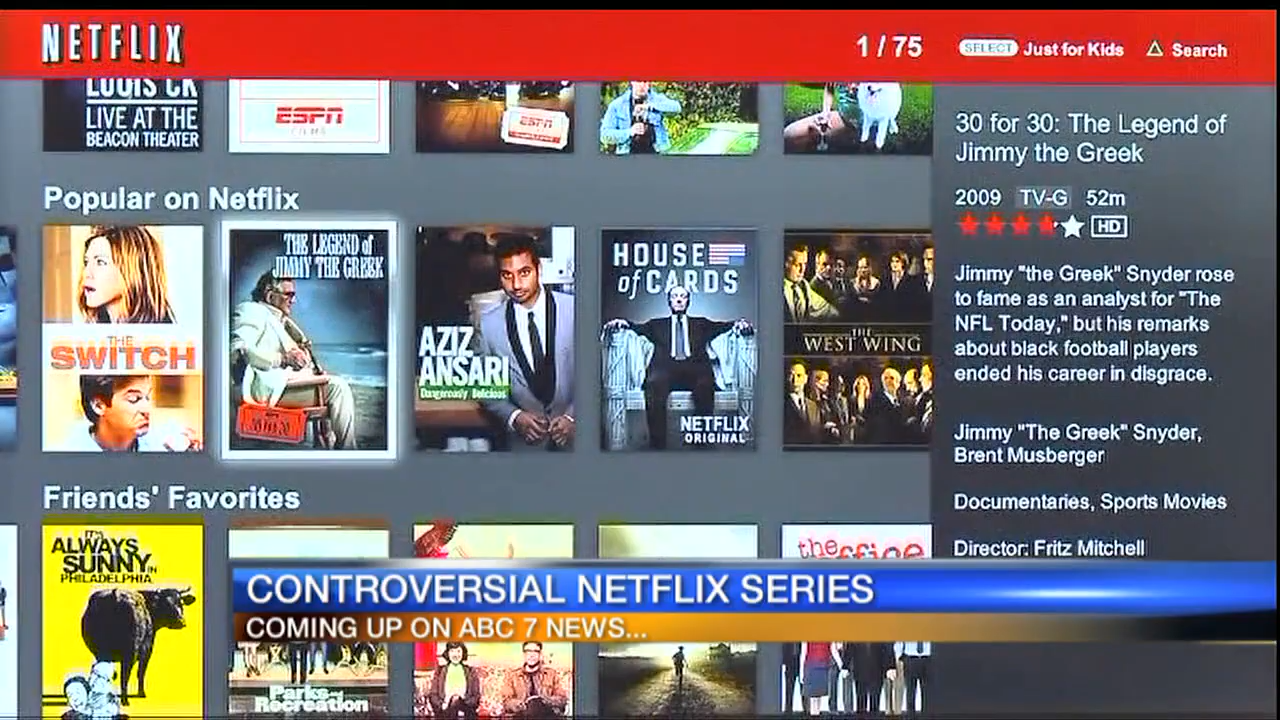 NETFLIX
1 / 75
SELECT Just for Kids
Search
LOUIS CK
LIVE AT THE
BEACON THEATER
ESPN
FILMS
ESPN
30 for 30: The Legend of
Jimmy the Greek
2009 TV-G 52m
HD
Jimmy "the Greek" Snyder rose
to fame as an analyst for "The
NFL Today," but his remarks
about black football players
ended his career in disgrace.
Jimmy "The Greek" Snyder,
Brent Musberger
Documentaries, Sports Movies
Director: Fritz Mitchell
Popular on Netflix
THE
SWITCH
THE LEGEND of
JIMMY THE GREEK
AZIZ
ANSARI
Dangerously Delicious
HOUSE
of CARDS
NETFLIX
ORIGINAL
THE
WEST WING
Friends' Favorites
IT'S
ALWAYS
SUNNY IN
PHILADELPHIA
Parks and
Recreation
the office
CONTROVERSIAL NETFLIX SERIES
COMING UP ON ABC 7 NEWS...